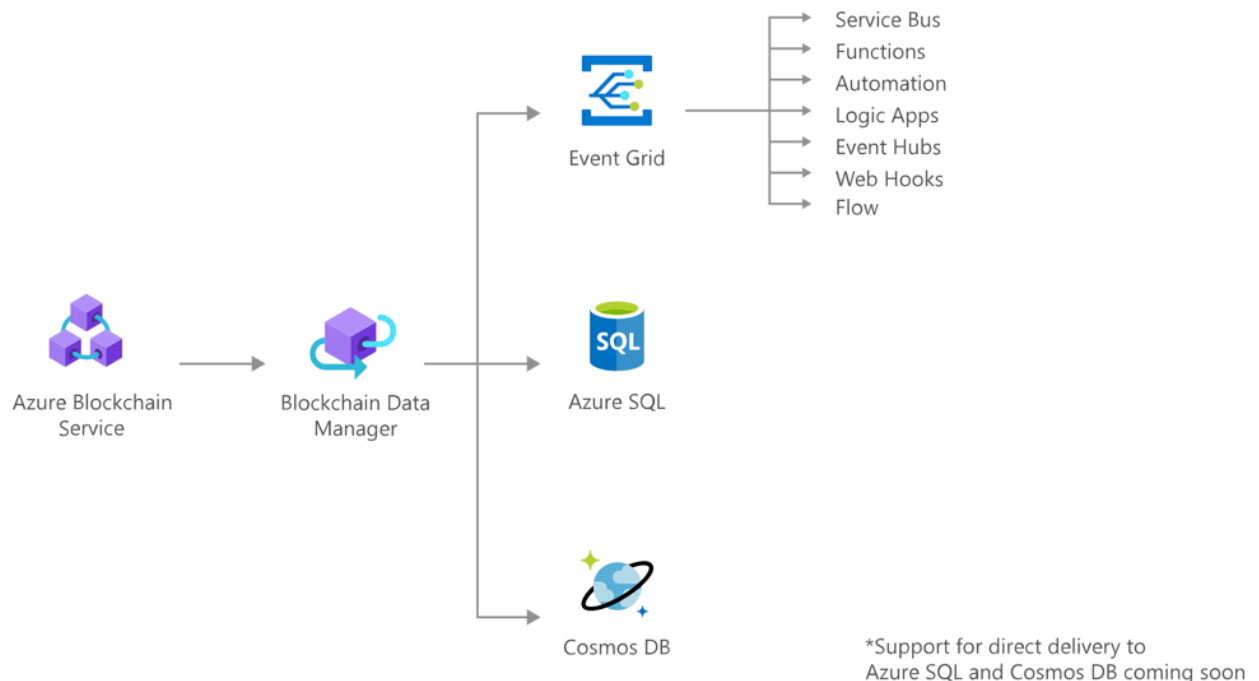 Service Bus
Functions
Automation
Logic Apps
Event Hubs
Web Hooks
Flow
Event Grid
SQL
Azure Blockchain
Service
Blockchain Data
Manager
Azure SQL
Cosmos DB
*Support for direct delivery to
Azure SQL and Cosmos DB coming soon